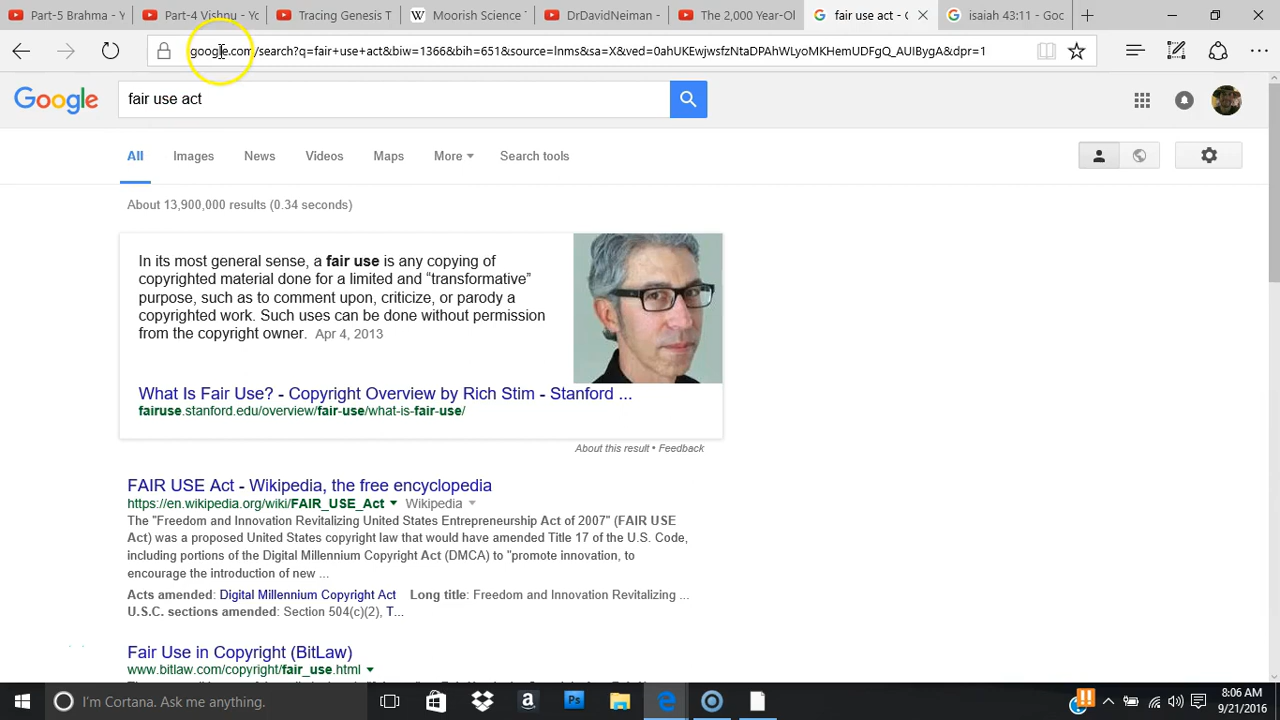 Part-5 Vishnu
Part-4 Vishnu - Yc
Tracing Genesis T
Moorish Science
DrDavidNeiman -
The 2,000 Year-Ol
fair use act -
isaiah 43:11 - Goc
google.com/search?q=fair+use+act&biw=1366&bih=651&source=lnms&sa=X&ved=0ahUKEwjwsfzNtaDPAhWLyoMKHemUDFgQ_AUIBygA&dpr=1
Google
fair use act
All Images News Videos Maps More Search tools
About 13,900,000 results (0.34 seconds)
In its most general sense, a fair use is any copying of
copyrighted material done for a limited and “transformative”
purpose, such as to comment upon, criticize, or parody a
copyrighted work. Such uses can be done without permission
from the copyright owner. Apr 4, 2013
What Is Fair Use? - Copyright Overview by Rich Stim - Stanford ...
fairuse.stanford.edu/overview/fair-use/what-is-fair-use/
About this result • Feedback
FAIR USE Act - Wikipedia, the free encyclopedia
https://en.wikipedia.org/wiki/FAIR_USE_Act Wikipedia
The "Freedom and Innovation Revitalizing United States Entrepreneurship Act of 2007" (FAIR USE
Act) was a proposed United States copyright law that would have amended Title 17 of the U.S. Code,
including portions of the Digital Millennium Copyright Act (DMCA) to "promote innovation, to
encourage the introduction of new ...
Acts amended: Digital Millennium Copyright Act Long title: Freedom and Innovation Revitalizing ...
U.S.C. sections amended: Section 504(c)(2), T...
Fair Use in Copyright (BitLaw)
www.bitlaw.com/copyright/fair_use.html
I'm Cortana. Ask me anything.
8:06 AM
9/21/2016